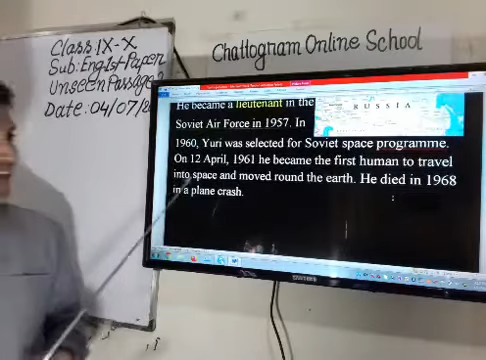 Class: IX-X
Sub: Eng 1st Paper
Unseen Passage
Date: 04/07/
Chattogram Online School
He became a lieutenant in the
Soviet Air Force in 1957. In
1960, Yuri was selected for Soviet space programme.
On 12 April, 1961 he became the first human to travel
into space and moved round the earth. He died in 1968
in a plane crash.
RUSSIA